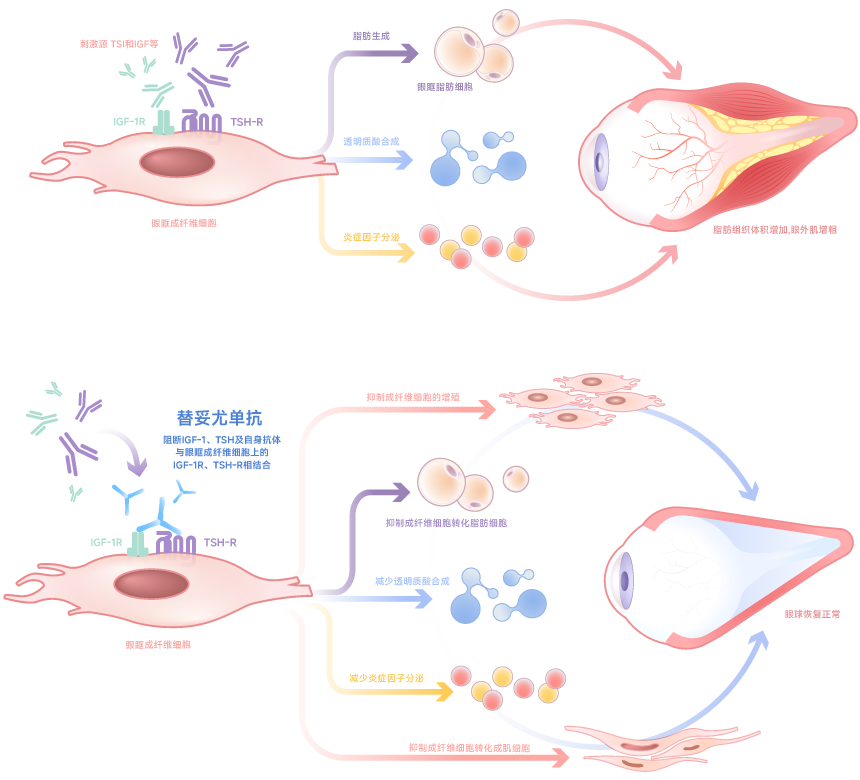 刺激源 TSI和IGF等
IGF-1R
TSH-R
眼眶成纤维细胞
脂肪生成
眼眶脂肪细胞
透明质酸合成
炎症因子分泌
脂肪组织体积增加,眼外肌增粗
替妥尤单抗
阻断IGF-1、TSH及自身抗体
与眼眶成纤维细胞上的
IGF-1R、TSH-R相结合
IGF-1R
TSH-R
眼眶成纤维细胞
抑制成纤维细胞的增殖
抑制成纤维细胞转化脂肪细胞
减少透明质酸合成
减少炎症因子分泌
抑制成纤维细细胞转化成肌细胞
眼球恢复正常